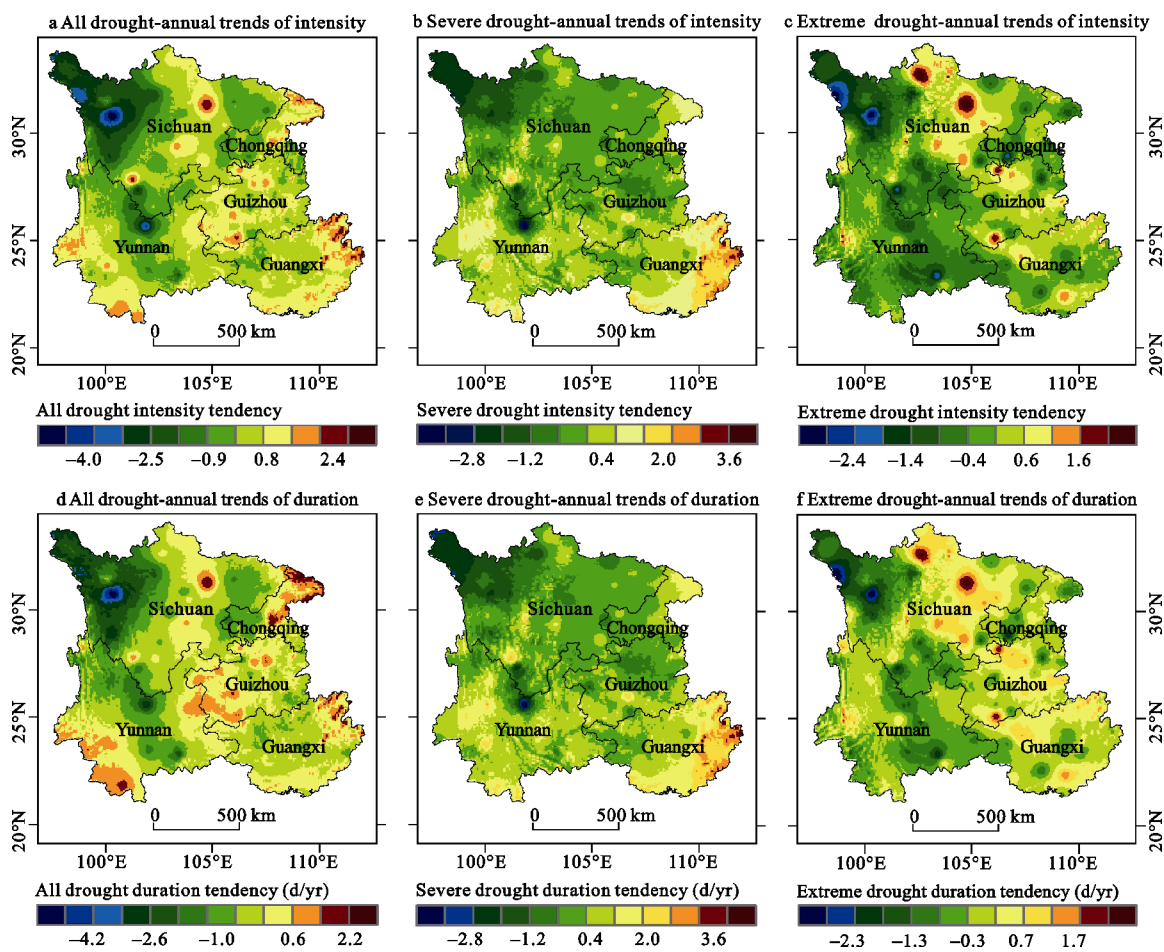 a All drought-annual trends of intensity
b Severe drought-annual trends of intensity
c Extreme drought-annual trends of intensity
30°N
25°N
20°N
Sichuan
Chongqing
Guizhou
Yunnan
Guangxi
0 500 km
100°E 105°E 110°E
Sichuan
Chongqing
Guizhou
Yunnan
Guangxi
0 500 km
100°E 105°E 110°E
Sichuan
Chongqing
Guizhou
Yunnan
Guangxi
0 500 km
100°E 105°E 110°E
30°N
25°N
20°N
All drought intensity tendency
−4.0 −2.5 −0.9 0.8 2.4
Severe drought intensity tendency
−2.8 −1.2 0.4 2.0 3.6
Extreme drought intensity tendency
−2.4 −1.4 −0.4 0.6 1.6
d All drought-annual trends of duration
e Severe drought-annual trends of duration
f Extreme drought-annual trends of duration
30°N
25°N
20°N
Sichuan
Chongqing
Guizhou
Yunnan
Guangxi
0 500 km
100°E 105°E 110°E
Sichuan
Chongqing
Guizhou
Yunnan
Guangxi
0 500 km
100°E 105°E 110°E
Sichuan
Chongqing
Guizhou
Yunnan
Guangxi
0 500 km
100°E 105°E 110°E
30°N
25°N
20°N
All drought duration tendency (d/yr)
−4.2 −2.6 −1.0 0.6 2.2
Severe drought duration tendency (d/yr)
−2.8 −1.2 0.4 2.0 3.6
Extreme drought duration tendency (d/yr)
−2.3 −1.3 −0.3 0.7 1.7